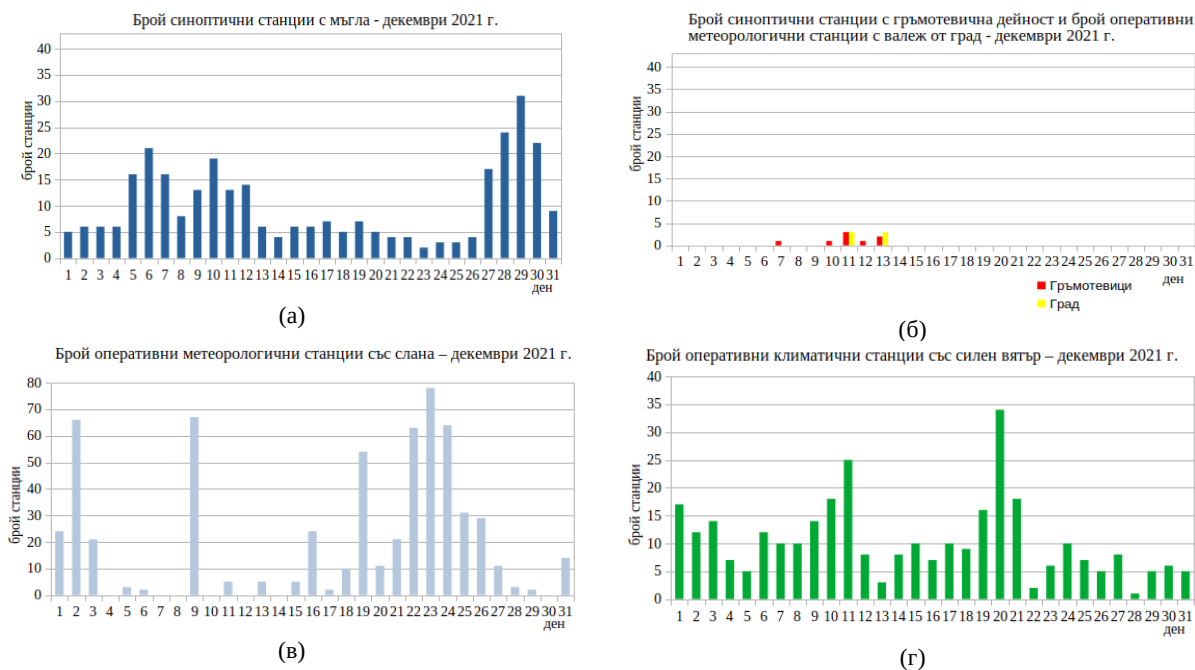 Брой синоптични станции с мъгла - декември 2021 г.
40
35
30
25
20
15
10
5
0
брой станции
1 2 3 4 5 6 7 8 9 10 11 12 13 14 15 16 17 18 19 20 21 22 23 24 25 26 27 28 29 30 31
ден
(а)
Брой синоптични станции с гръмотевична дейност и брой оперативни
метеорологични станции с валеж от град - декември 2021 г.
40
35
30
25
20
15
10
5
0
брой станции
1 2 3 4 5 6 7 8 9 10 11 12 13 14 15 16 17 18 19 20 21 22 23 24 25 26 27 28 29 30 31
ден
Гръмотевици
Град
(б)
Брой оперативни метеорологични станции със слана – декември 2021 г.
80
70
60
50
40
30
20
10
0
брой станции
1 2 3 4 5 6 7 8 9 10 11 12 13 14 15 16 17 18 19 20 21 22 23 24 25 26 27 28 29 30 31
ден
(в)
Брой оперативни климатични станции със силен вятър – декември 2021 г.
40
35
30
25
20
15
10
5
0
брой станции
1 2 3 4 5 6 7 8 9 10 11 12 13 14 15 16 17 18 19 20 21 22 23 24 25 26 27 28 29 30 31
ден
(г)